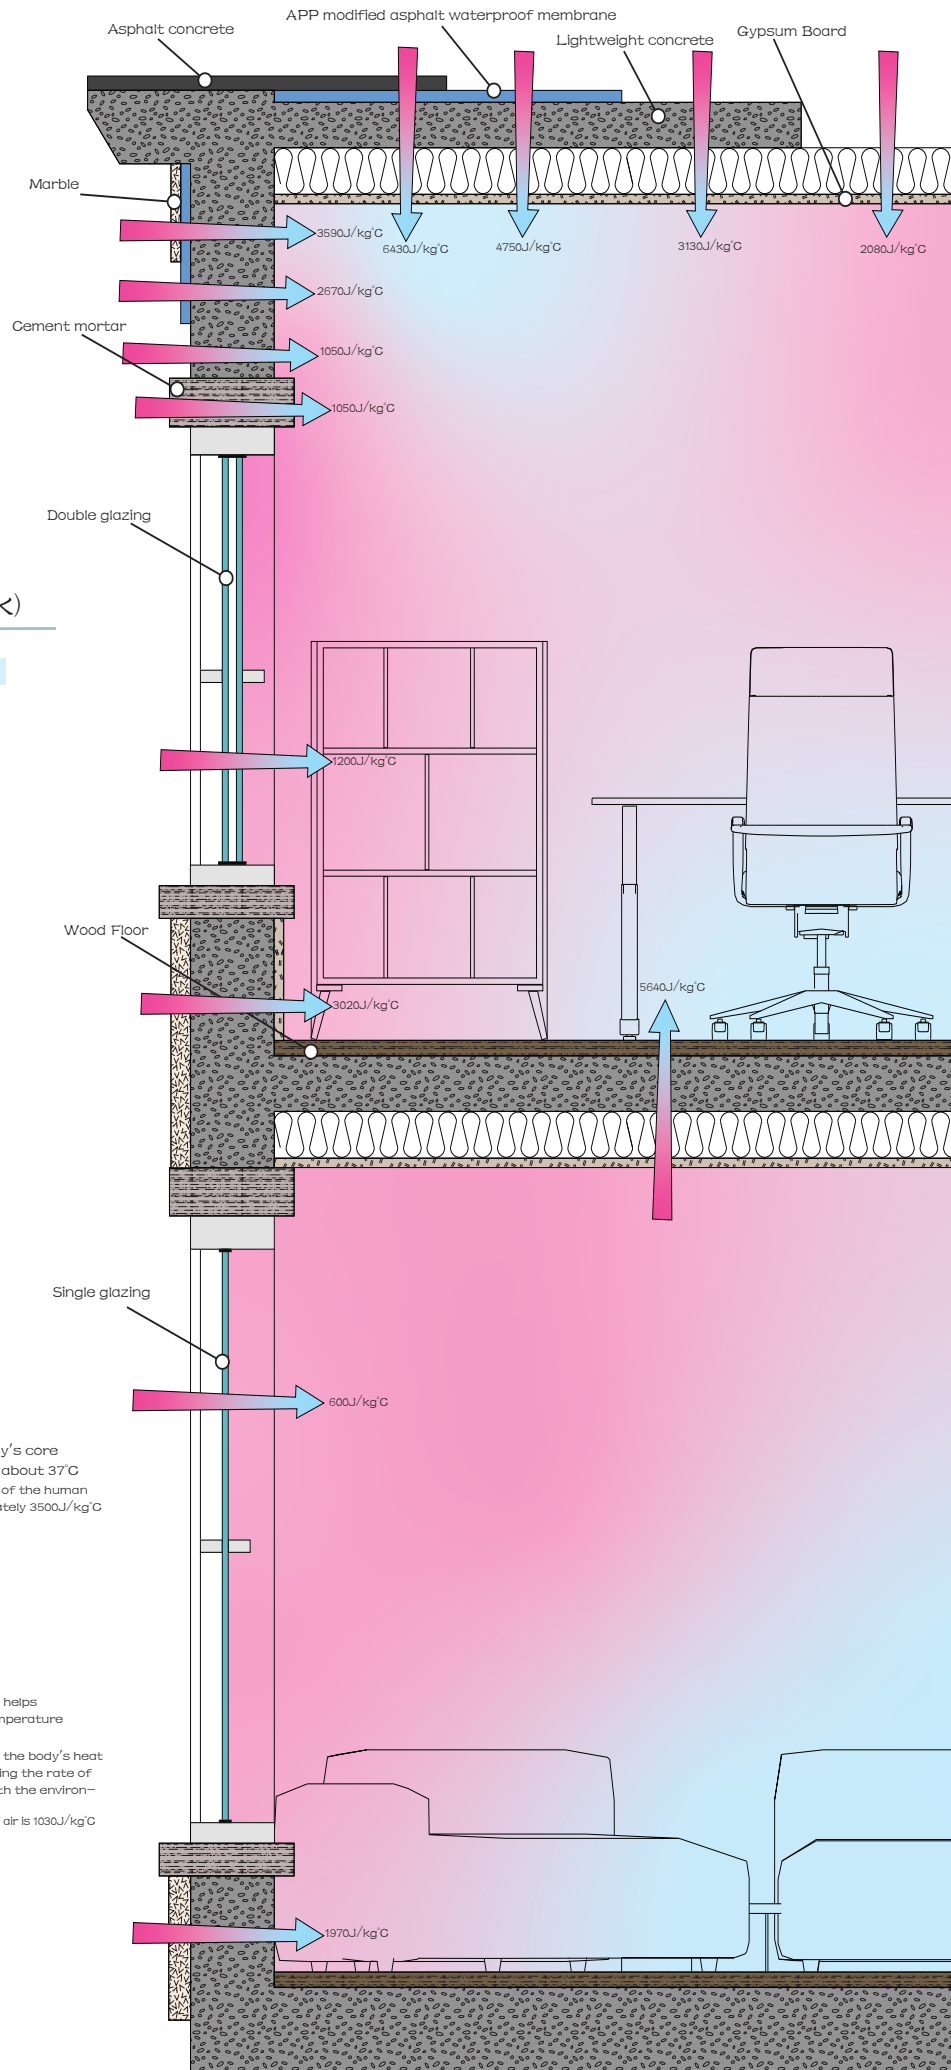 APP modified asphalt waterproof membrane
Asphalt concrete
Lightweight concrete
Gypsum Board
Marble
3590J/kg°C
6430J/kg°C
4750J/kg°C
3130J/kg°C
2080J/kg°C
2670J/kg°C
Cement mortar
1050J/kg°C
1050J/kg°C
Double glazing
1200J/kg°C
Wood Floor
5640J/kg°C
3020J/kg°C
Single glazing
600J/kg°C
y's core
about 37°C
of the human
ately 3500J/kg°C
helps
mperature
the body's heat
ing the rate of
th the environ-
air is 1030J/kg°C
1970J/kg°C